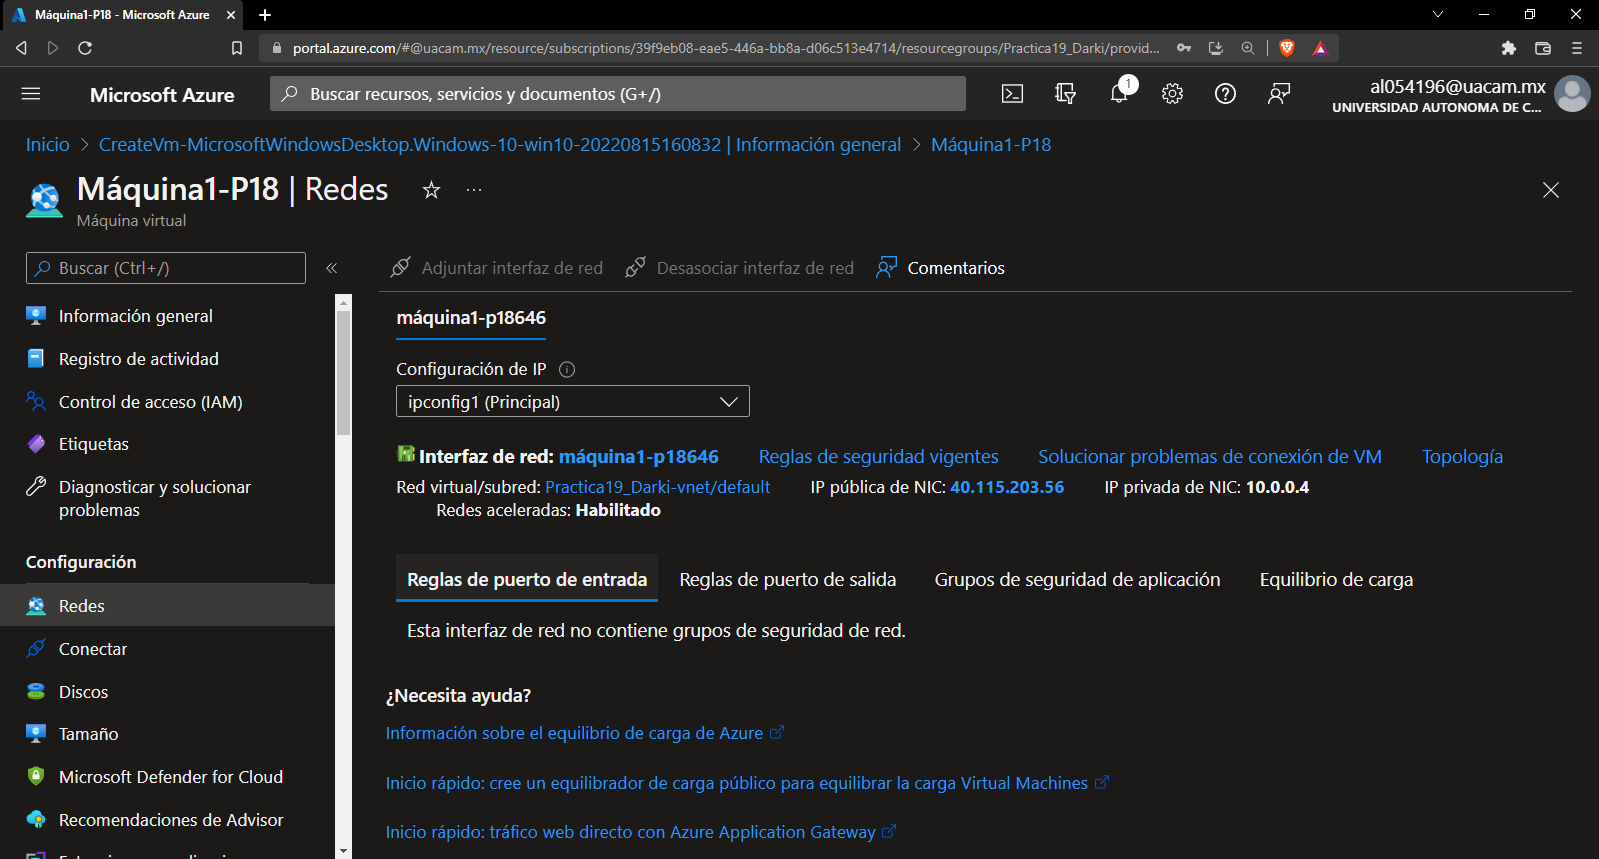 Máquina1-P18 - Microsoft Azure
portal.azure.com/#@uacam.mx/resource/subscriptions/39f9eb08-eae5-446a-bb8a-d06c513e4714/resourcegroups/Practica19_Darki/provid...
Microsoft Azure
Buscar recursos, servicios y documentos (G+/)
1
al054196@uacam.mx
UNIVERSIDAD AUTONOMA DE C...
Inicio > CreateVm-MicrosoftWindowsDesktop.Windows-10-win10-20220815160832 | Información general > Máquina1-P18
Máquina1-P18 | Redes
Máquina virtual
Buscar (Ctrl+/)
Información general
Registro de actividad
Control de acceso (IAM)
Etiquetas
Diagnosticar y solucionar
problemas
Configuración
Redes
Conectar
Discos
Tamaño
Microsoft Defender for Cloud
Recomendaciones de Advisor
Adjuntar interfaz de red Desasociar interfaz de red Comentarios
máquina1-p18646
Configuración de IP
ipconfig1 (Principal)
Interfaz de red: máquina1-p18646 Reglas de seguridad vigentes Solucionar problemas de conexión de VM Topología
Red virtual/subred: Practica19_Darki-vnet/default IP pública de NIC: 40.115.203.56 IP privada de NIC: 10.0.0.4
Redes aceleradas: Habilitado
Reglas de puerto de entrada Reglas de puerto de salida Grupos de seguridad de aplicación Equilibrio de carga
Esta interfaz de red no contiene grupos de seguridad de red.
¿Necesita ayuda?
Información sobre el equilibrio de carga de Azure
Inicio rápido: cree un equilibrador de carga público para equilibrar la carga Virtual Machines
Inicio rápido: tráfico web directo con Azure Application Gateway